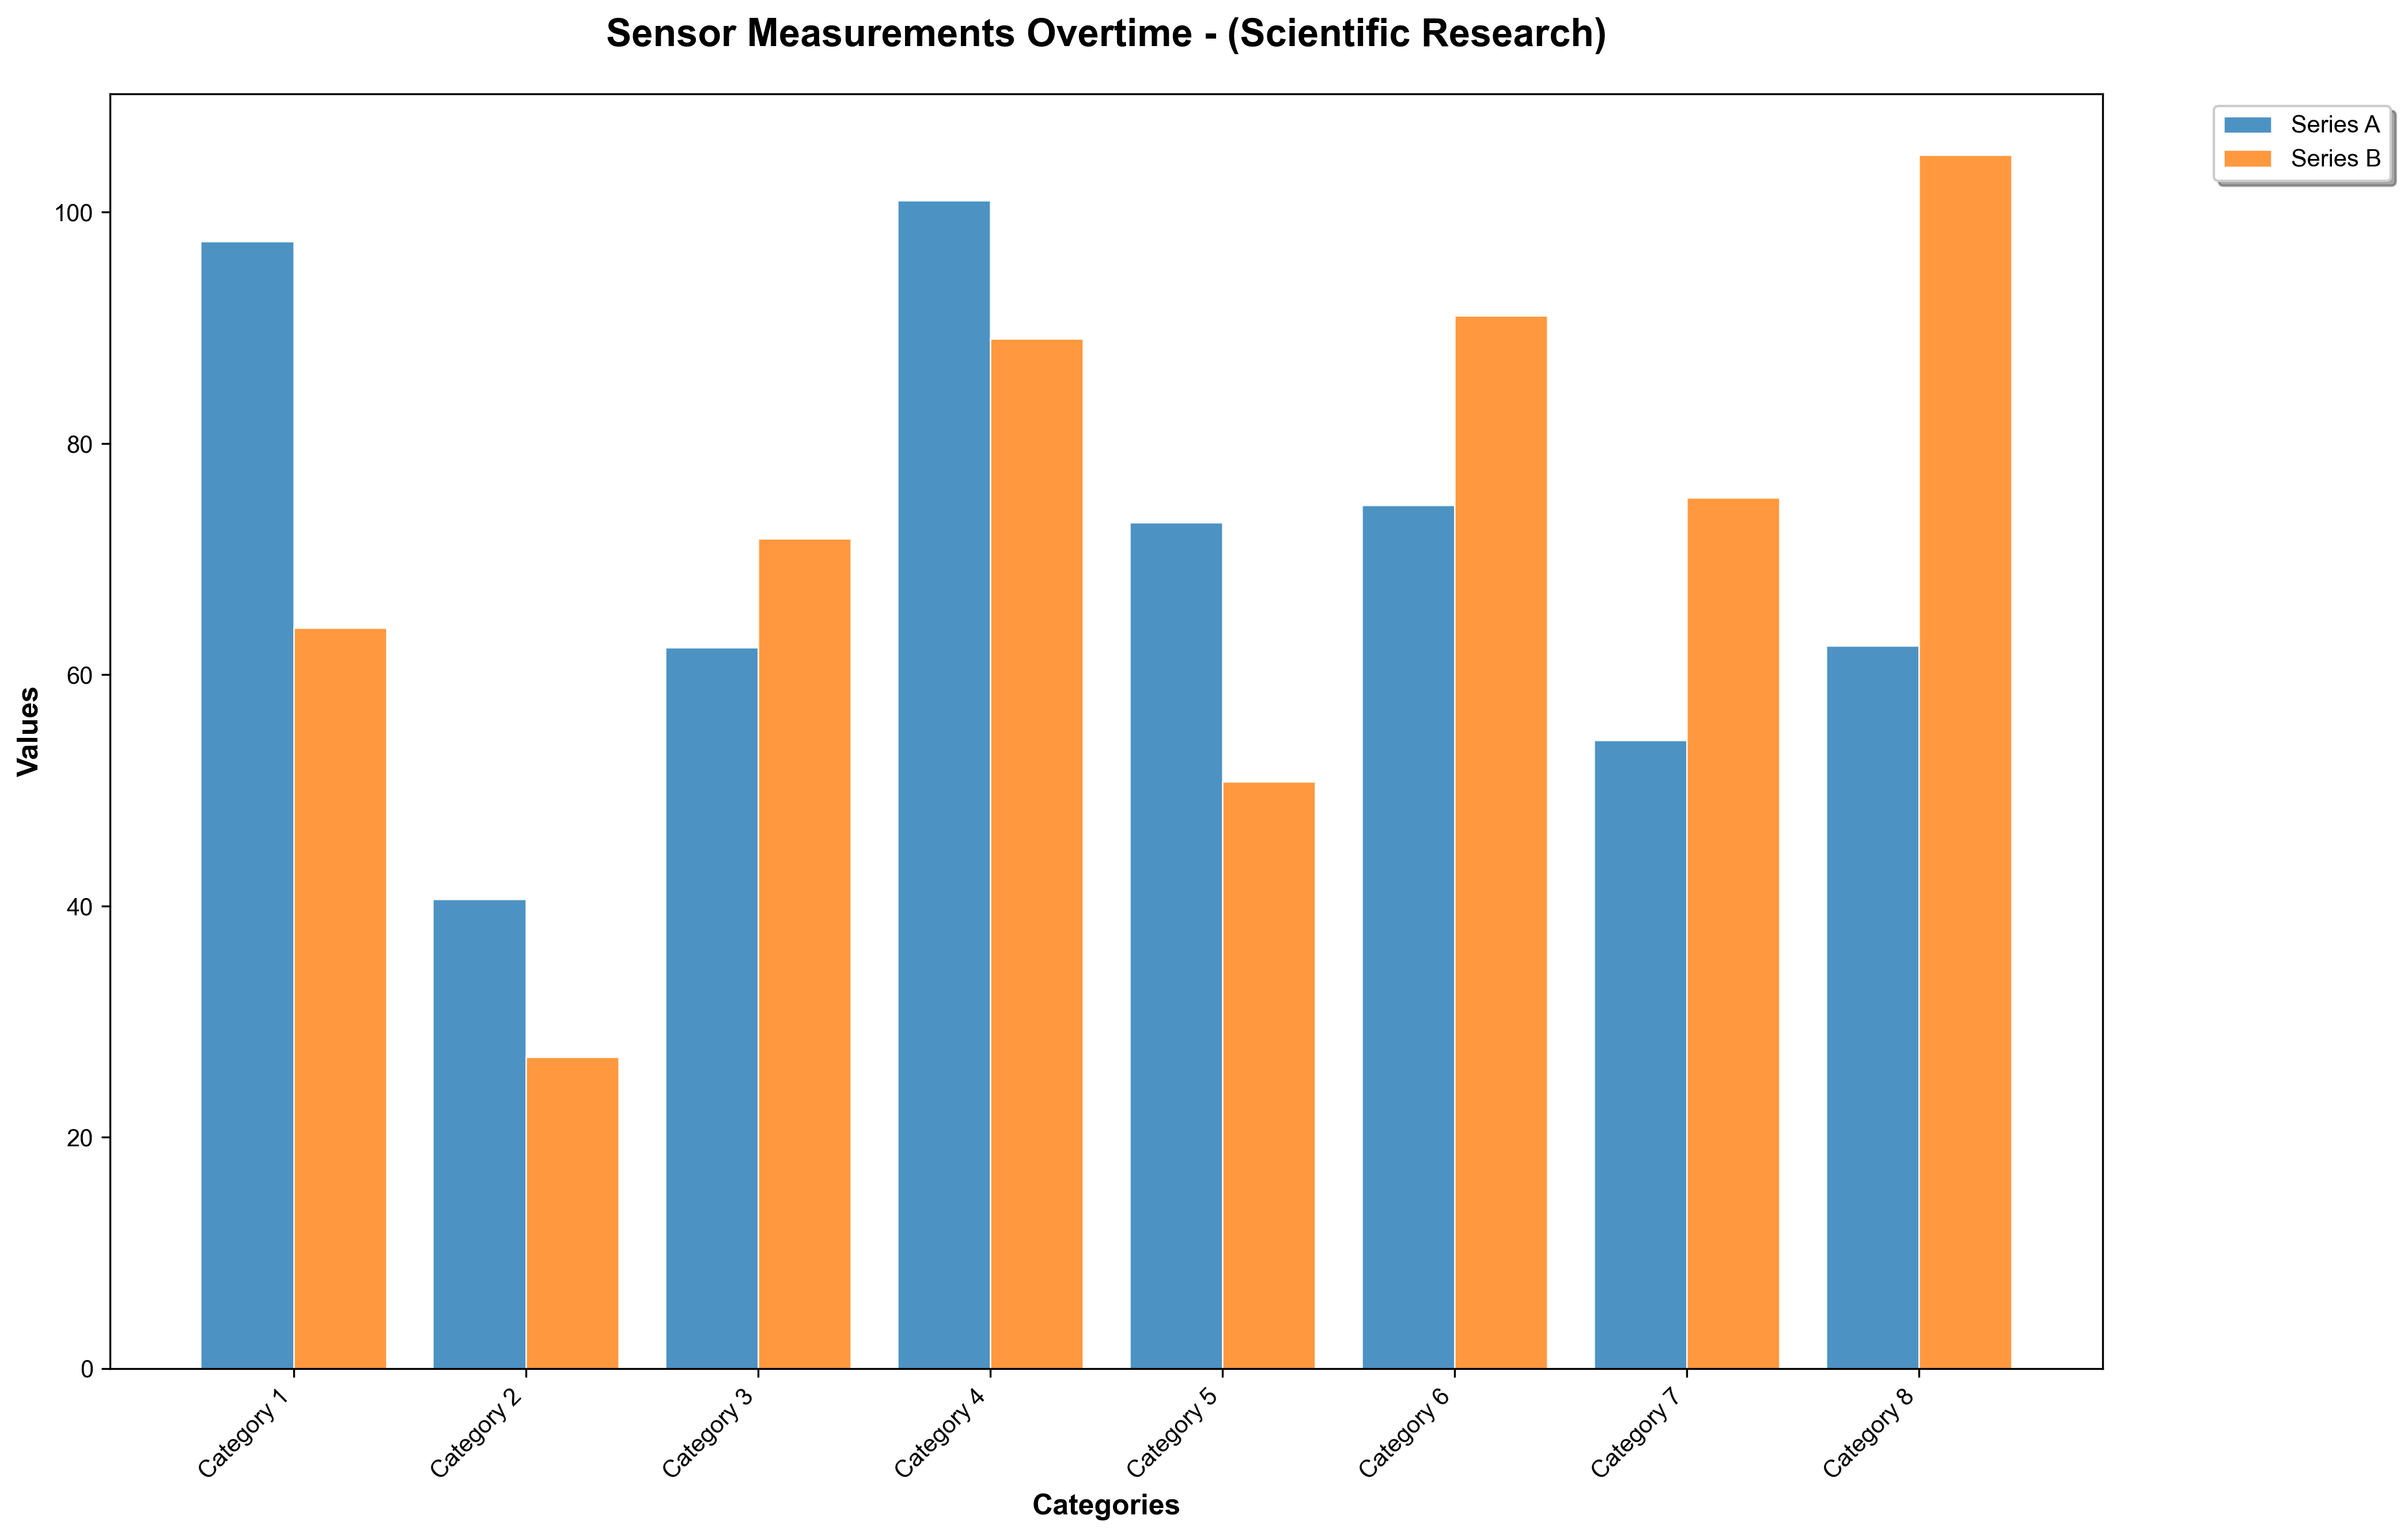 Sensor Measurements Overtime - (Scientific Research)
Series A
Series B
Values
100
80
60
40
20
0
Category 1
Category 2
Category 3
Category 4
Category 5
Category 6
Category 7
Category 8
Categories